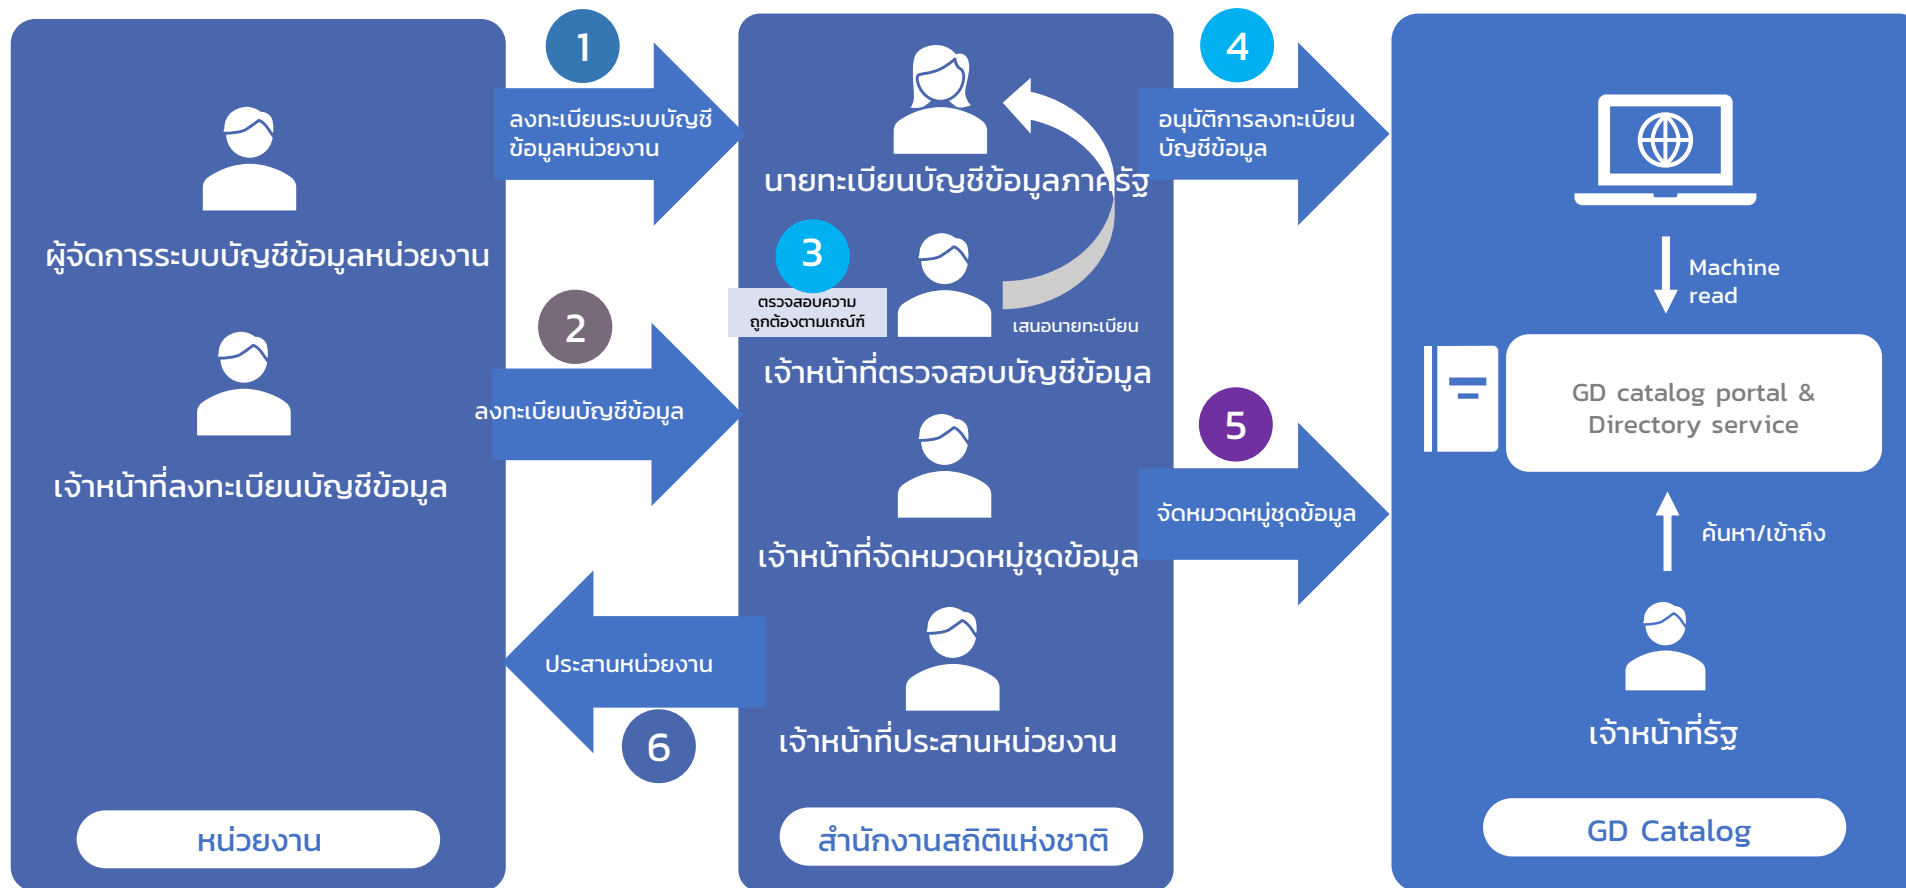 1
ลงทะเบียนระบบบัญชี
ข้อมูลหน่วยงาน
ผู้จัดการระบบบัญชีข้อมูลหน่วยงาน
2
ลงทะเบียนบัญชีข้อมูล
เจ้าหน้าที่ลงทะเบียนบัญชีข้อมูล
ประสานหน่วยงาน
6
หน่วยงาน
นายทะเบียนบัญชีข้อมูลภาครัฐ
3
ตรวจสอบความ
ถูกต้องตามเกณ์ฑ์
เสนอนายทะเบียน
เจ้าหน้าที่ตรวจสอบบัญชีข้อมูล
เจ้าหน้าที่จัดหมวดหมู่ชุดข้อมูล
เจ้าหน้าที่ประสานหน่วยงาน
สำนักงานสถิติแห่งชาติ
4
อนุมัติการลงทะเบียน
บัญชีข้อมูล
5
จัดหมวดหมู่ชุดข้อมูล
Machine
read
GD catalog portal &
Directory service
ค้นหา/เข้าถึง
เจ้าหน้าที่รัฐ
GD Catalog